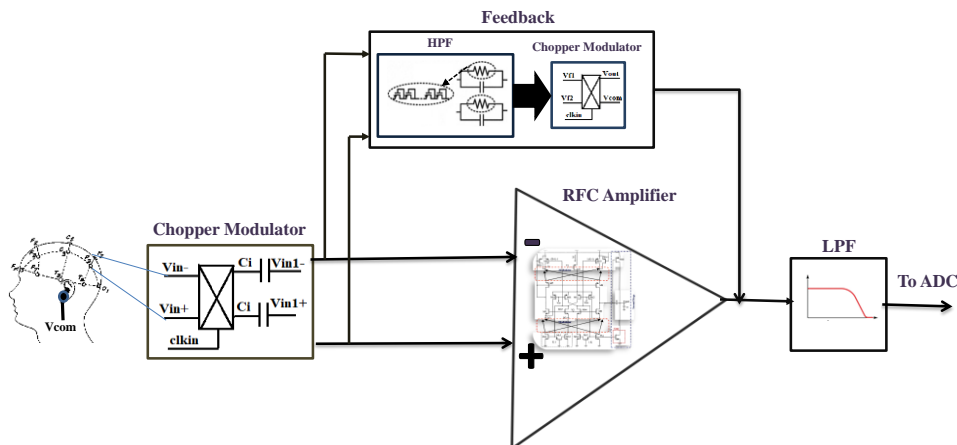 Feedback
HPF
Chopper Modulator
Vf1
Vout
Vf2
Vcom
clkin
RFC Amplifier
Chopper Modulator
Vin-
Ci
Vin1-
Vin+
Ci
Vin1+
clkin
Vcom
LPF
To ADC